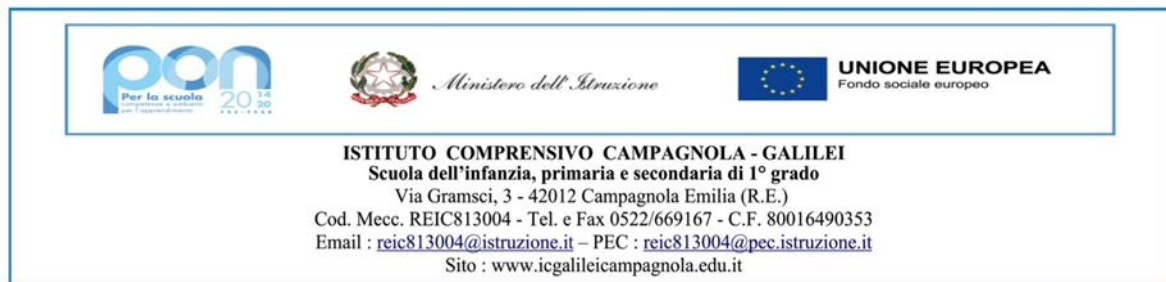 pon
Per la scuola
competenze e ambienti
per l'apprendimento
20 14
20
FSE-FESR
Ministero dell'Istruzione
UNIONE EUROPEA
Fondo sociale europeo
ISTITUTO COMPRENSIVO CAMPAGNOLA - GALILEI
Scuola dell'infanzia, primaria e secondaria di 1° grado
Via Gramsci, 3 - 42012 Campagnola Emilia (R.E.)
Cod. Mecc. REIC813004 - Tel. e Fax 0522/669167 - C.F. 80016490353
Email : reic813004@istruzione.it – PEC : reic813004@pec.istruzione.it
Sito : www.icgalileicampagnola.edu.it